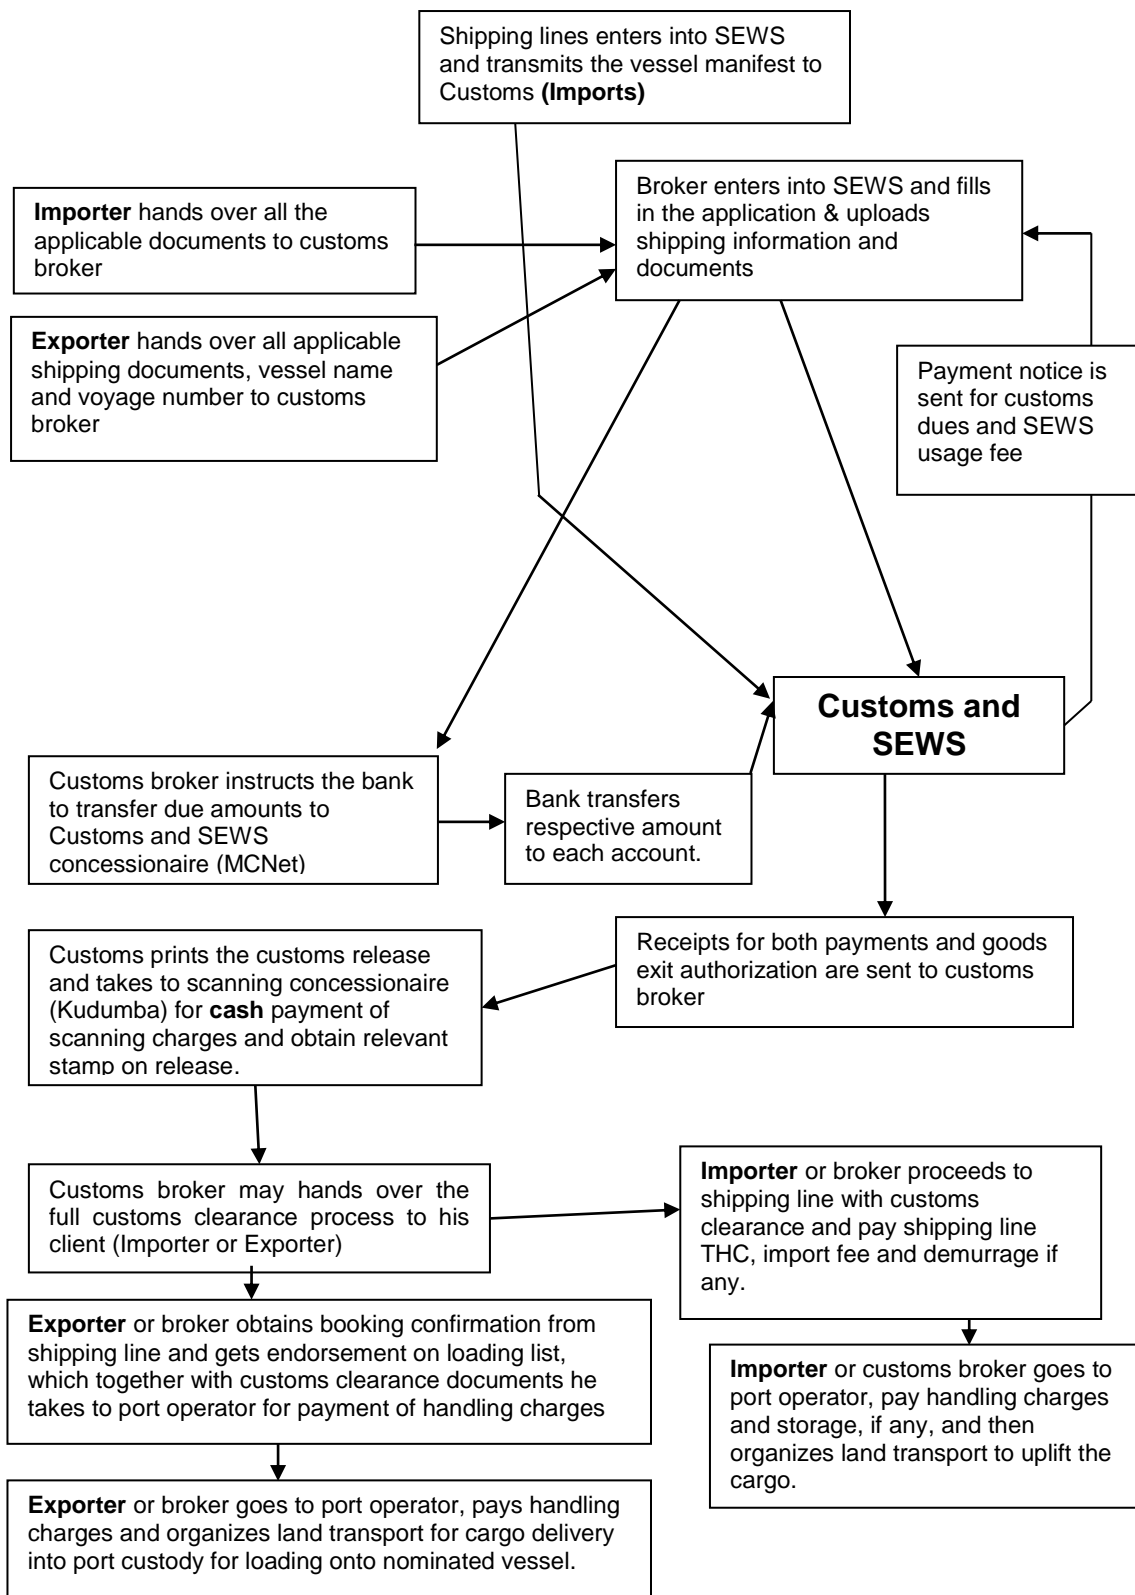 Shipping lines enters into SEWS
and transmits the vessel manifest to
Customs (Imports)
Importer hands over all the
applicable documents to customs
broker
Broker enters into SEWS and fills
in the application & uploads
shipping information and
documents
Exporter hands over all applicable
shipping documents, vessel name
and voyage number to customs
broker
Payment notice is
sent for customs
dues and SEWS
usage fee
Customs and
SEWS
Customs broker instructs the bank
to transfer due amounts to
Customs and SEWS
concessionaire (MCNet)
Bank transfers
respective amount
to each account.
Customs prints the customs release
and takes to scanning concessionaire
(Kudumba) for cash payment of
scanning charges and obtain relevant
stamp on release.
Receipts for both payments and goods
exit authorization are sent to customs
broker
Customs broker may hands over the
full customs clearance process to his
client (Importer or Exporter)
Importer or broker proceeds to
shipping line with customs
clearance and pay shipping line
THC, import fee and demurrage if
any.
Exporter or broker obtains booking confirmation from
shipping line and gets endorsement on loading list,
which together with customs clearance documents he
takes to port operator for payment of handling charges
Importer or customs broker goes to
port operator, pay handling charges
and storage, if any, and then
organizes land transport to uplift the
cargo.
Exporter or broker goes to port operator, pays handling
charges and organizes land transport for cargo delivery
into port custody for loading onto nominated vessel.